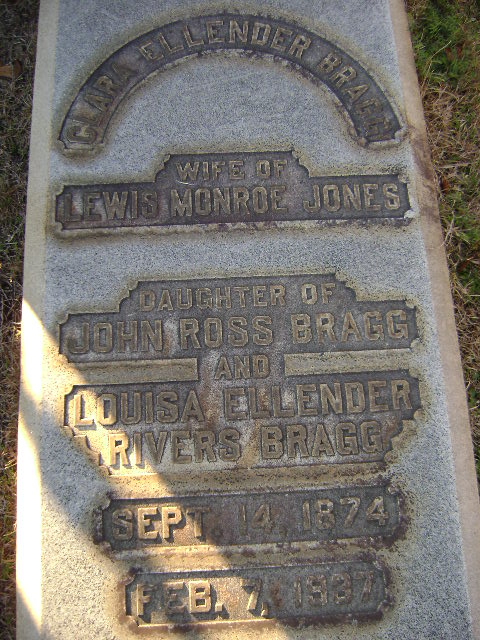 CLARA ELLENDER BRAGG
WIFE OF
LEWIS MONROE JONES
DAUGHTER OF
JOHN ROSS BRAGG
AND
LOUISA ELLENDER
RIVERS BRAGG
SEPT. 14, 1874
FEB. 7, 1937